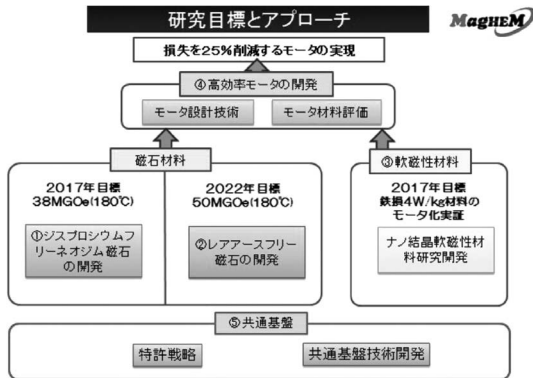 研究目標とアプローチ
MAGHEM
損失を25%削減するモータの実現
④高効率モータの開発
モータ設計技術
モータ材料評価
磁石材料
2017年目標
38MGOe(180℃)
①ジスプロシウムフ
リーネオジム磁石
の開発
2022年目標
50MGOe(180℃)
②レアアースフリー
磁石の開発
③軟磁性材料
2017年目標
鉄損4W/kg材料の
モータ化実証
ナノ結晶軟磁性材
料研究開発
⑤共通基盤
特許戦略
共通基盤技術開発